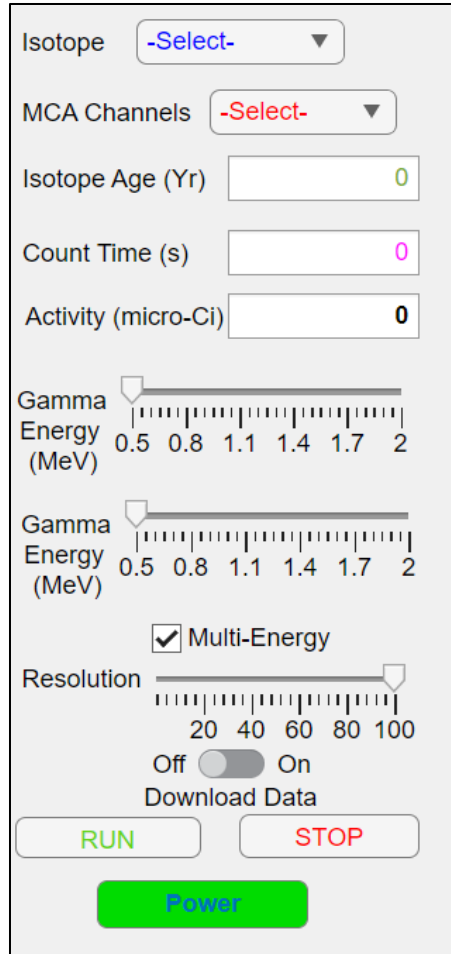 Isotope -Select-
MCA Channels -Select-
Isotope Age (Yr) 0
Count Time (s) 0
Activity (micro-Ci) 0
Gamma
Energy
(MeV)
0.5 0.8 1.1 1.4 1.7 2
Gamma
Energy
(MeV)
0.5 0.8 1.1 1.4 1.7 2
Multi-Energy
Resolution
20 40 60 80 100
Off On
Download Data
RUN STOP
Power